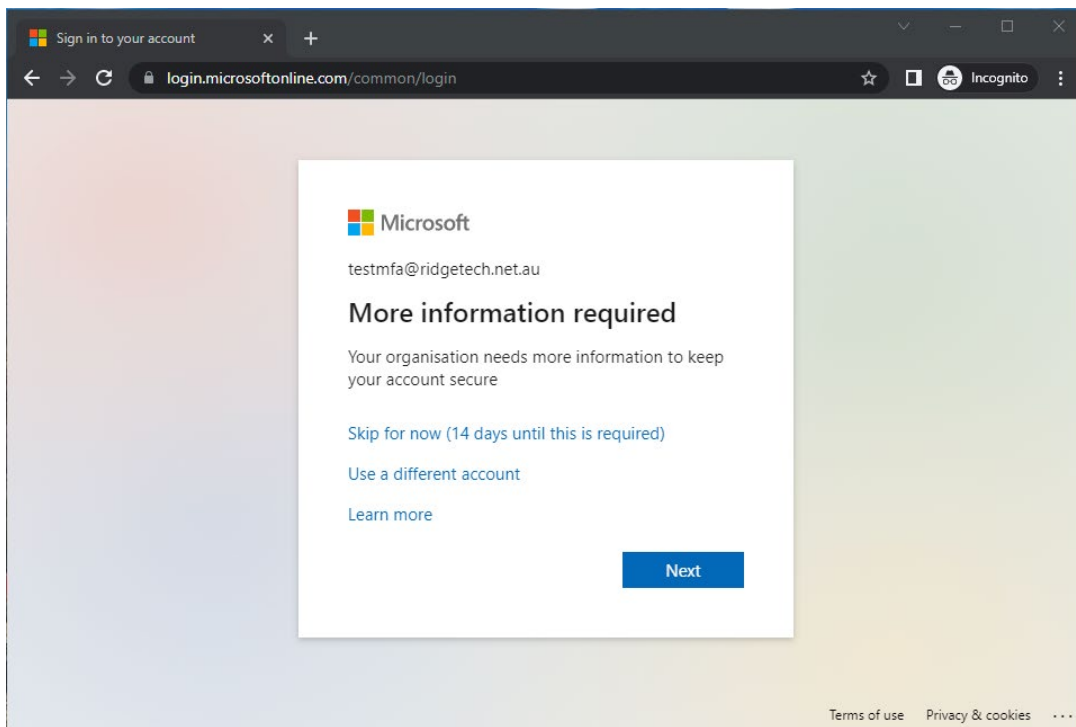 Sign in to your account
login.microsoftonline.com/common/login
Incognito
Microsoft
testmfa@ridgetech.net.au
More information required
Your organisation needs more information to keep
your account secure
Skip for now (14 days until this is required)
Use a different account
Learn more
Next
Terms of use Privacy & cookies ...